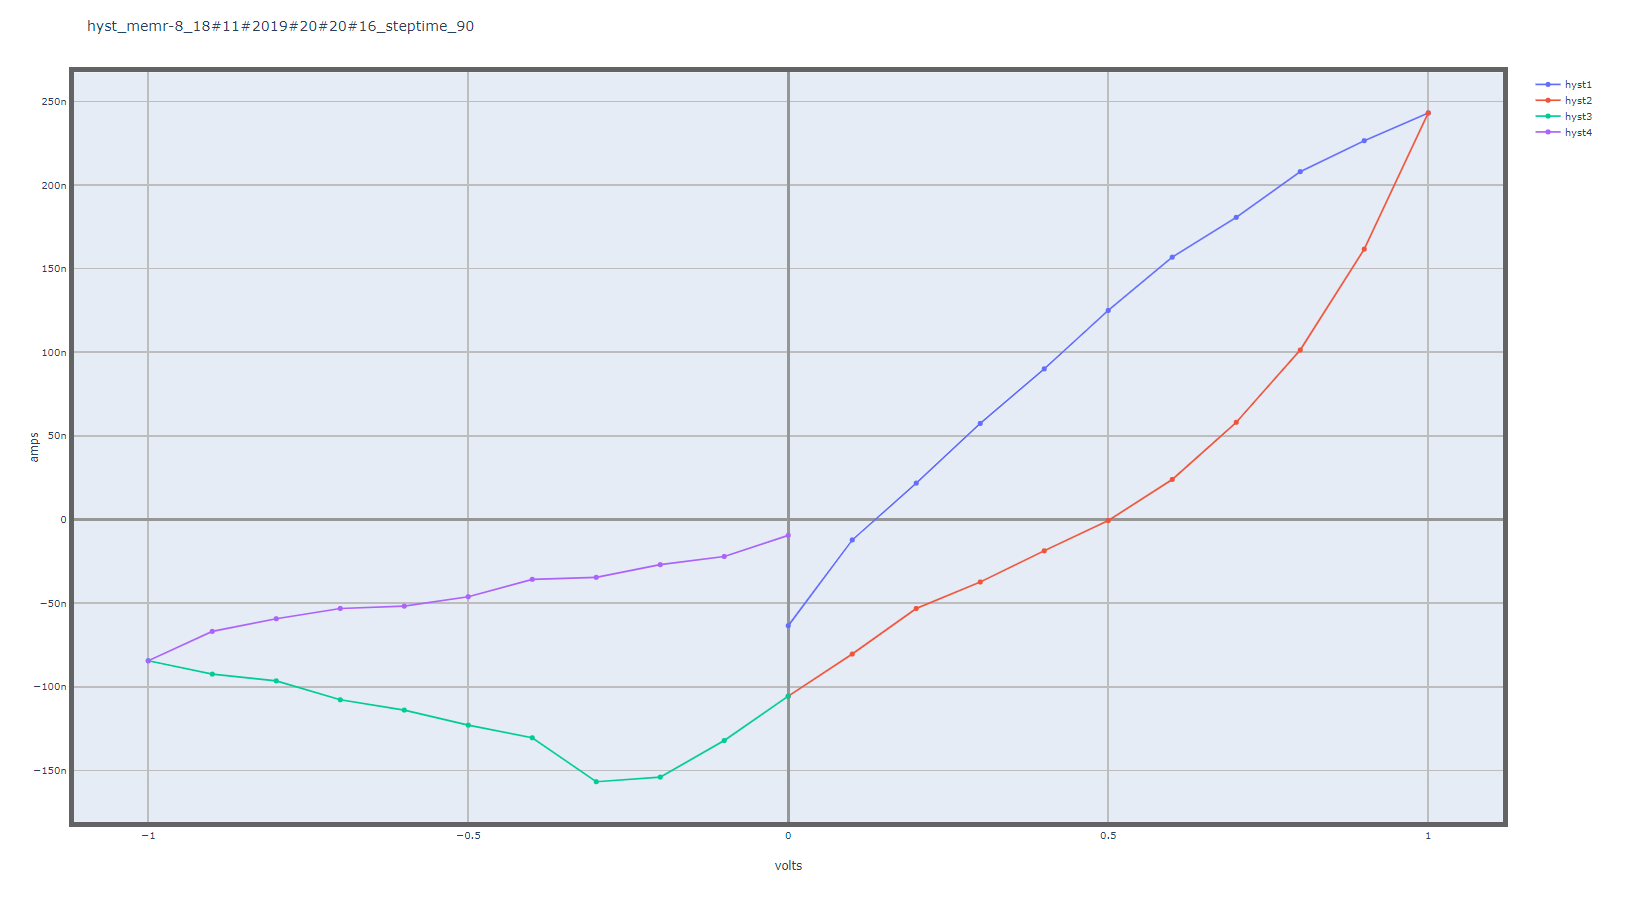 hyst_memr-8_18#11#2019#20#20#16_steptime_90
hyst1
hyst2
hyst3
hyst4
250n
200n
150n
100n
50n
0
−50n
−100n
−150n
amps
−1
−0.5
0
0.5
1
volts